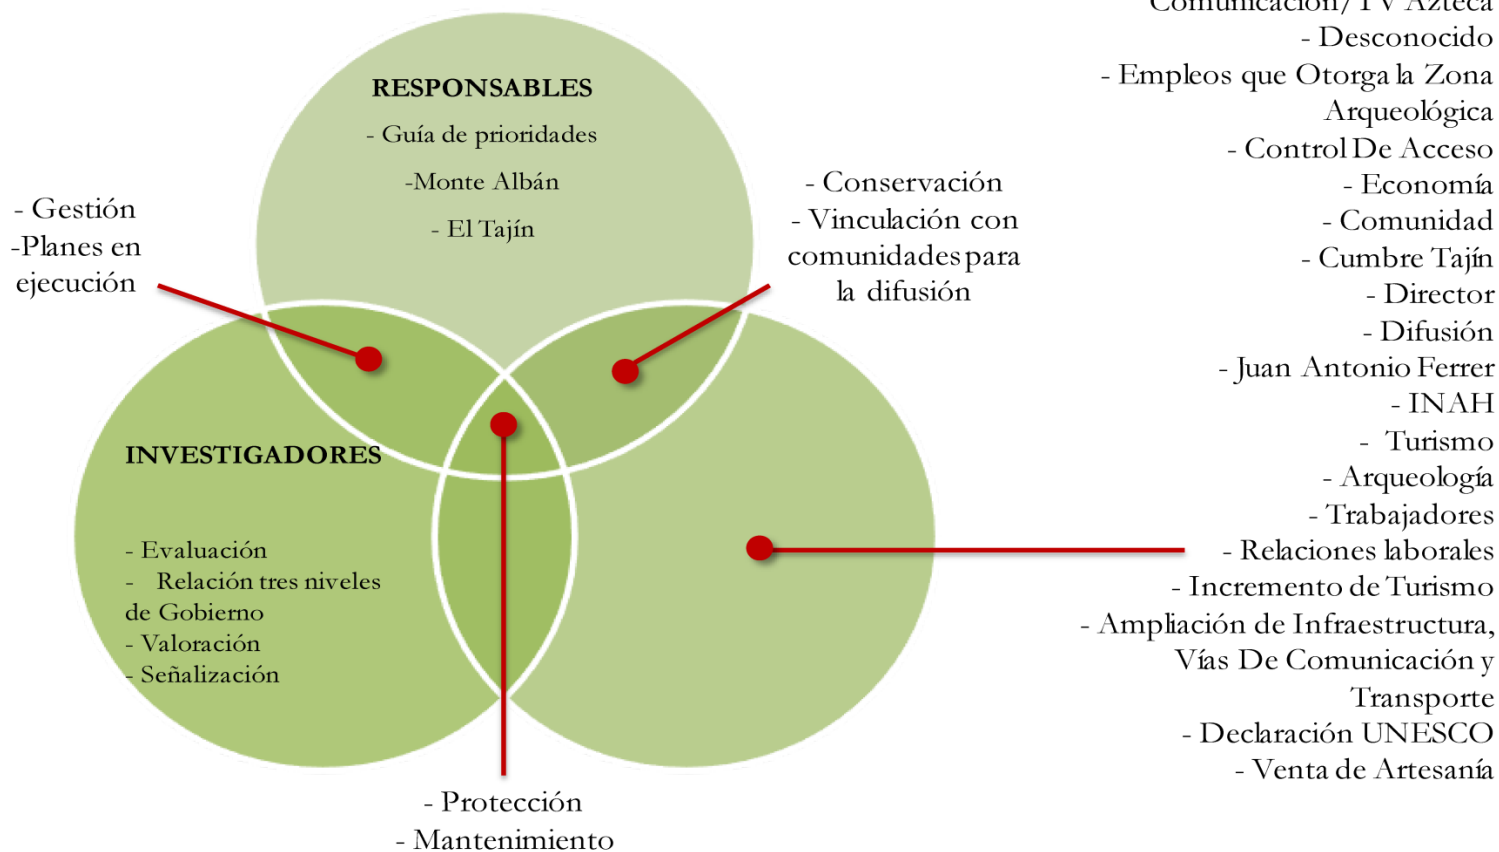 RESPONSABLES
- Guía de prioridades
-Monte Albán
- El Tajín
- Gestión
-Planes en
ejecución
- Conservación
- Vinculación con
comunidades para
la difusión
INVESTIGADORES
- Evaluación
- Relación tres niveles
de Gobierno
- Valoración
- Señalización
- Protección
- Mantenimiento
Comunicación/TV Azteca
- Desconocido
- Empleos que Otorga la Zona
Arqueológica
- Control De Acceso
- Economía
- Comunidad
- Cumbre Tajín
- Director
- Difusión
- Juan Antonio Ferrer
- INAH
- Turismo
- Arqueología
- Trabajadores
- Relaciones laborales
- Incremento de Turismo
- Ampliación de Infraestructura,
Vías De Comunicación y
Transporte
- Declaración UNESCO
- Venta de Artesanía